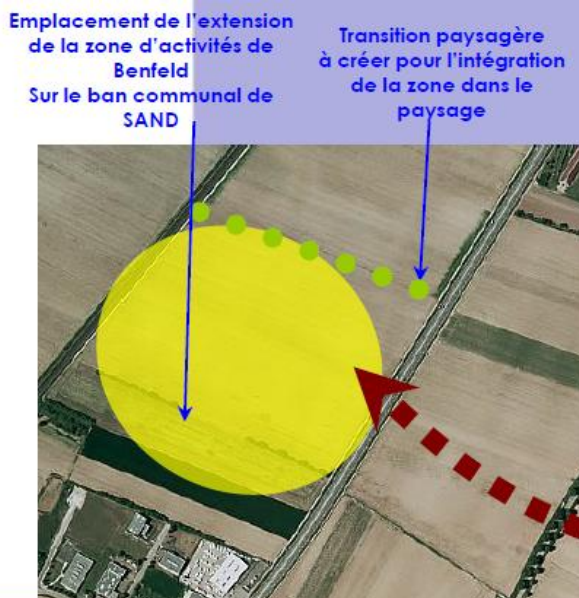 Emplacement de l'extension
de la zone d'activités de
Benfeld
Sur le ban communal de
SAND
Transition paysagère
à créer pour l'intégration
de la zone dans le
paysage